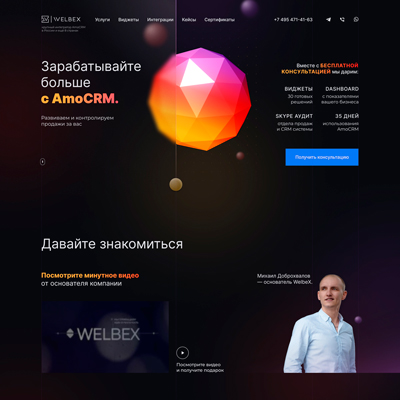 WELBEX
Услуги
Виджеты
Интеграции
Кейсы
Сертификаты
+7 495 471-41-63
Зарабатывайте
больше
с AmoCRM.
Развиваем и контролируем
продажи за вас
Вместе с БЕСПЛАТНОЙ
КОНСУЛЬТАЦИЕЙ мы дарим:
ВИДЖЕТЫ
30 готовых
решений
DASHBOARD
с показателями
вашего бизнеса
SKYPE АУДИТ
отдела продаж
и CRM системы
35 ДНЕЙ
использования
AmoCRM
Получить консультацию
Давайте знакомиться
Посмотрите минутное видео
от основателя компании
Михаил Доброхвалов
— основатель WelbeX.
WELBEX
Посмотрите видео
и получите подарок